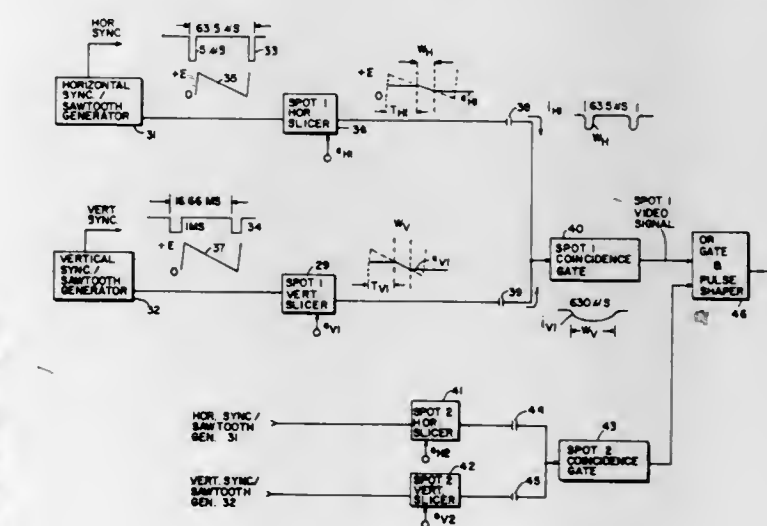 HOR
SYNC
63.5 µS
5 µS
33
+E
O
35
HORIZONTAL
SYNC. /
SAWTOOTH
GENERATOR
31
SPOT 1
HOR
SLICER
36
eH1
WH
+E
O
TH1
eH1
38
iH1
63.5 µS
WH
VERT
SYNC.
16.66 MS
1MS
34
+E
O
37
VERTICAL
SYNC. /
SAWTOOTH
GENERATOR
32
29
SPOT 1
VERT
SLICER
eV1
WV
eV1
TV1
39
40
SPOT 1
COINCIDENCE
GATE
SPOT 1
VIDEO
SIGNAL
OR
GATE
&
PULSE
SHAPER
46
630 µS
iV1
WV
HOR. SYNC /
SAWTOOTH
GEN. 31
41
SPOT 2
HOR
SLICER
eH2
44
43
SPOT 2
COINCIDENCE
GATE
VERT. SYNC/
SAWTOOTH
GEN. 32
42
SPOT 2
VERT
SLICER
eV2
45